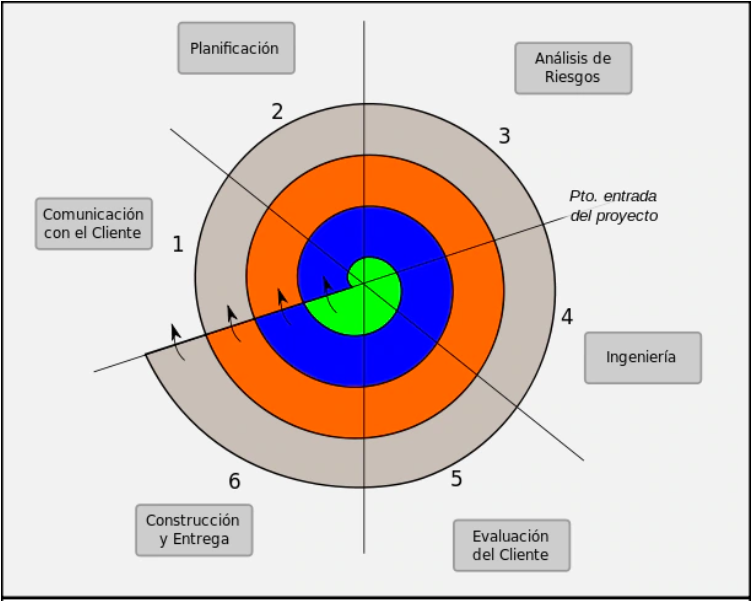 Planificación
Análisis de
Riesgos
2
3
Pto. entrada
del proyecto
Comunicación
con el Cliente
1
4
Ingeniería
6
5
Construcción
y Entrega
Evaluación
del Cliente